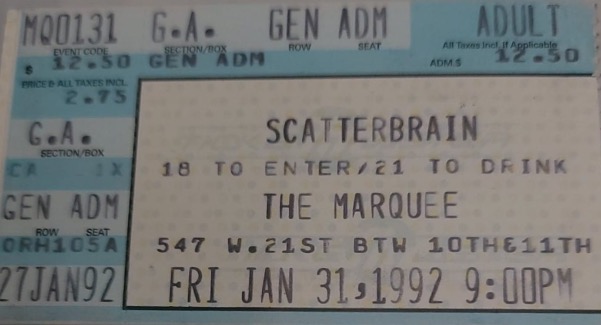 MQ0131 G.A. GEN ADM ADULT
EVENT CODE SECTION/BOX ROW SEAT All Taxes Incl. If Applicable
$ 12.50 GEN ADM ADM.$ 12.50
PRICE & ALL TAXES INCL.
2.75
G.A.
SECTION/BOX
CA 1X
GEN ADM
ROW SEAT
ORH105A
27JAN92
SCATTERBRAIN
18 TO ENTER/21 TO DRINK
THE MARQUEE
547 W.21ST BTW 10TH&11TH
FRI JAN 31,1992 9:00PM